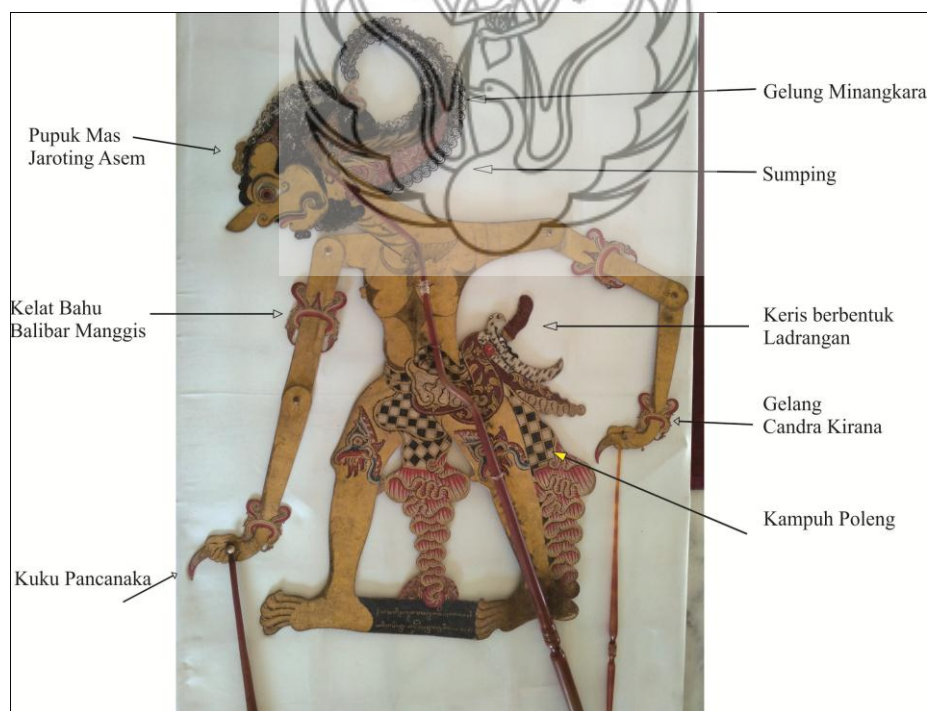 Gelung Minangkara
Pupuk Mas
Jaroting Asem
Sumping
Kelat Bahu
Balibar Manggis
Keris berbentuk
Ladrangan
Gelang
Candra Kirana
Kampuh Poleng
Kuku Pancanaka